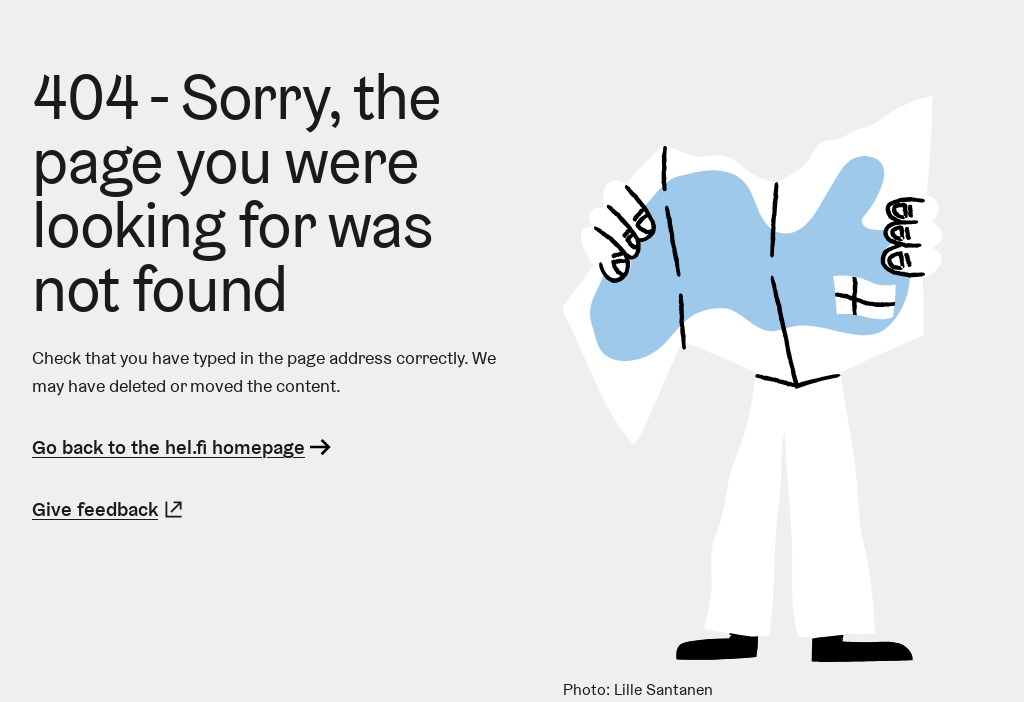 404 - Sorry, the
page you were
looking for was
not found
Check that you have typed in the page address correctly. We
may have deleted or moved the content.
Go back to the hel.fi homepage
Give feedback
Photo: Lille Santanen